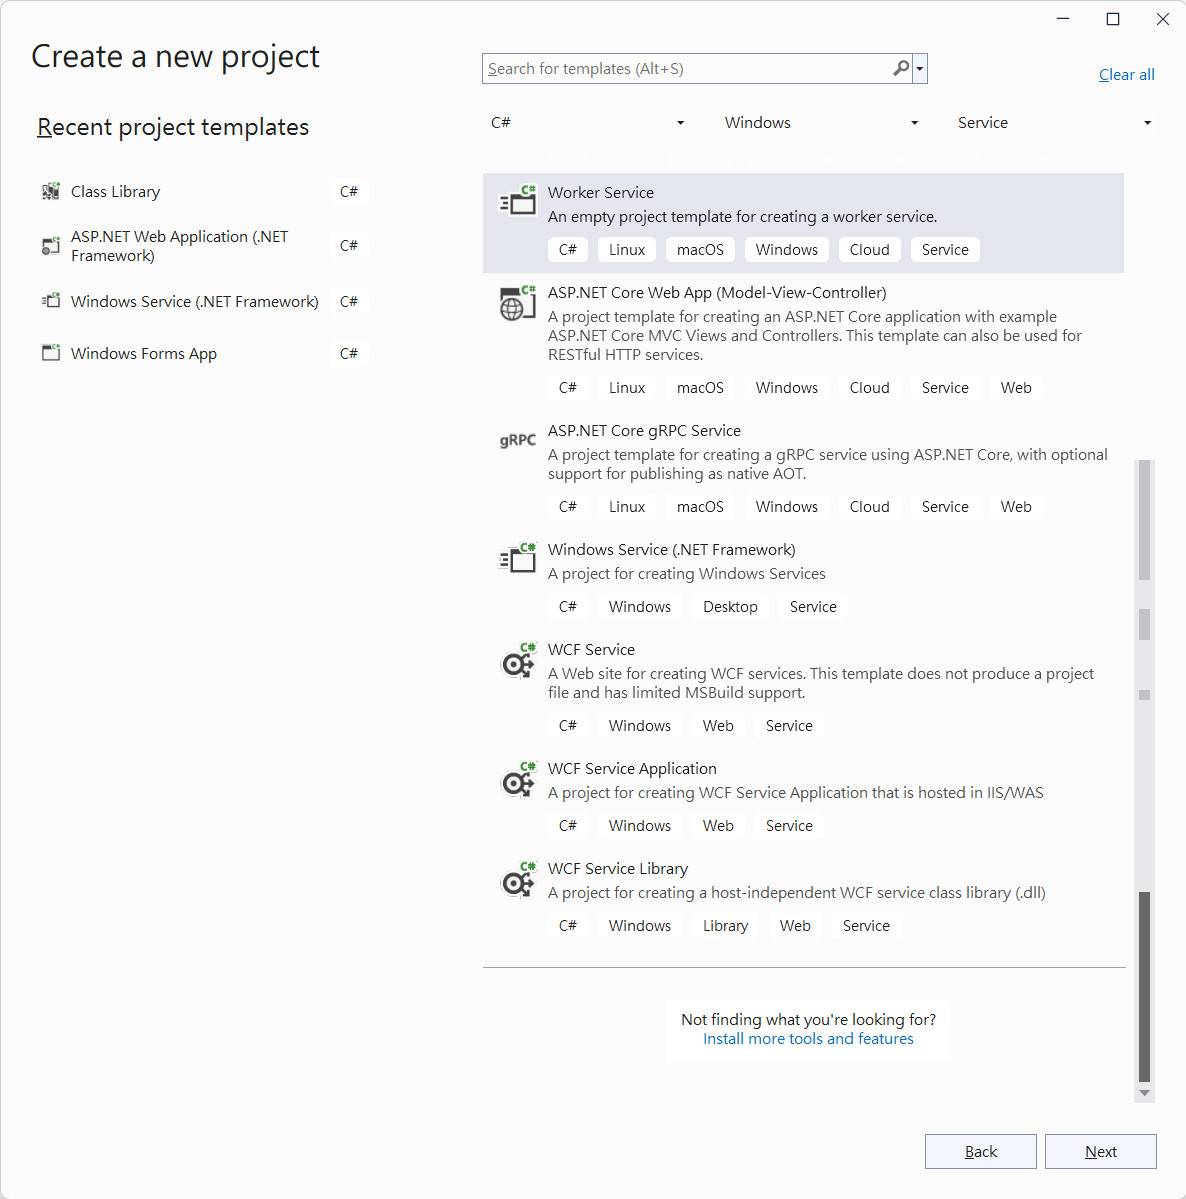 Create a new project
Search for templates (Alt+S)
Clear all
Recent project templates
C#
Windows
Service
Class Library
C#
ASP.NET Web Application (.NET
Framework)
C#
Windows Service (.NET Framework)
C#
Windows Forms App
C#
C#
Worker Service
An empty project template for creating a worker service.
C# Linux macOS Windows Cloud Service
C#
ASP.NET Core Web App (Model-View-Controller)
A project template for creating an ASP.NET Core application with example
ASP.NET Core MVC Views and Controllers. This template can also be used for
RESTful HTTP services.
C# Linux macOS Windows Cloud Service Web
gRPC
ASP.NET Core gRPC Service
A project template for creating a gRPC service using ASP.NET Core, with optional
support for publishing as native AOT.
C# Linux macOS Windows Cloud Service Web
C#
Windows Service (.NET Framework)
A project for creating Windows Services
C# Windows Desktop Service
C#
WCF Service
A Web site for creating WCF services. This template does not produce a project
file and has limited MSBuild support.
C# Windows Web Service
C#
WCF Service Application
A project for creating WCF Service Application that is hosted in IIS/WAS
C# Windows Web Service
C#
WCF Service Library
A project for creating a host-independent WCF service class library (.dll)
C# Windows Library Web Service
Not finding what you're looking for?
Install more tools and features
Back
Next